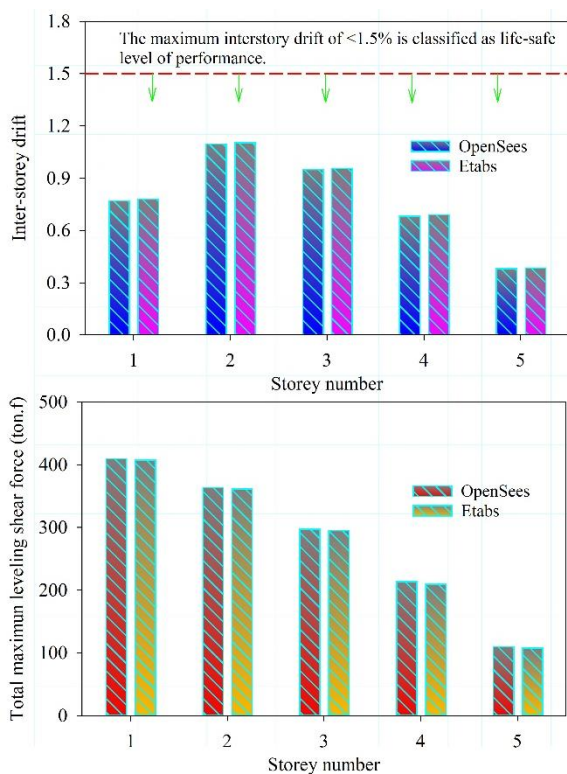 1.8
The maximum interstory drift of <1.5% is classified as life-safe
level of performance.
1.5
1.2
OpenSees
Etabs
0.9
0.6
0.3
0.0
Inter-storey drift
1 2 3 4 5
Storey number
500
400
OpenSees
Etabs
300
200
100
0
Total maximun leveling shear force (ton.f)
1 2 3 4 5
Storey number